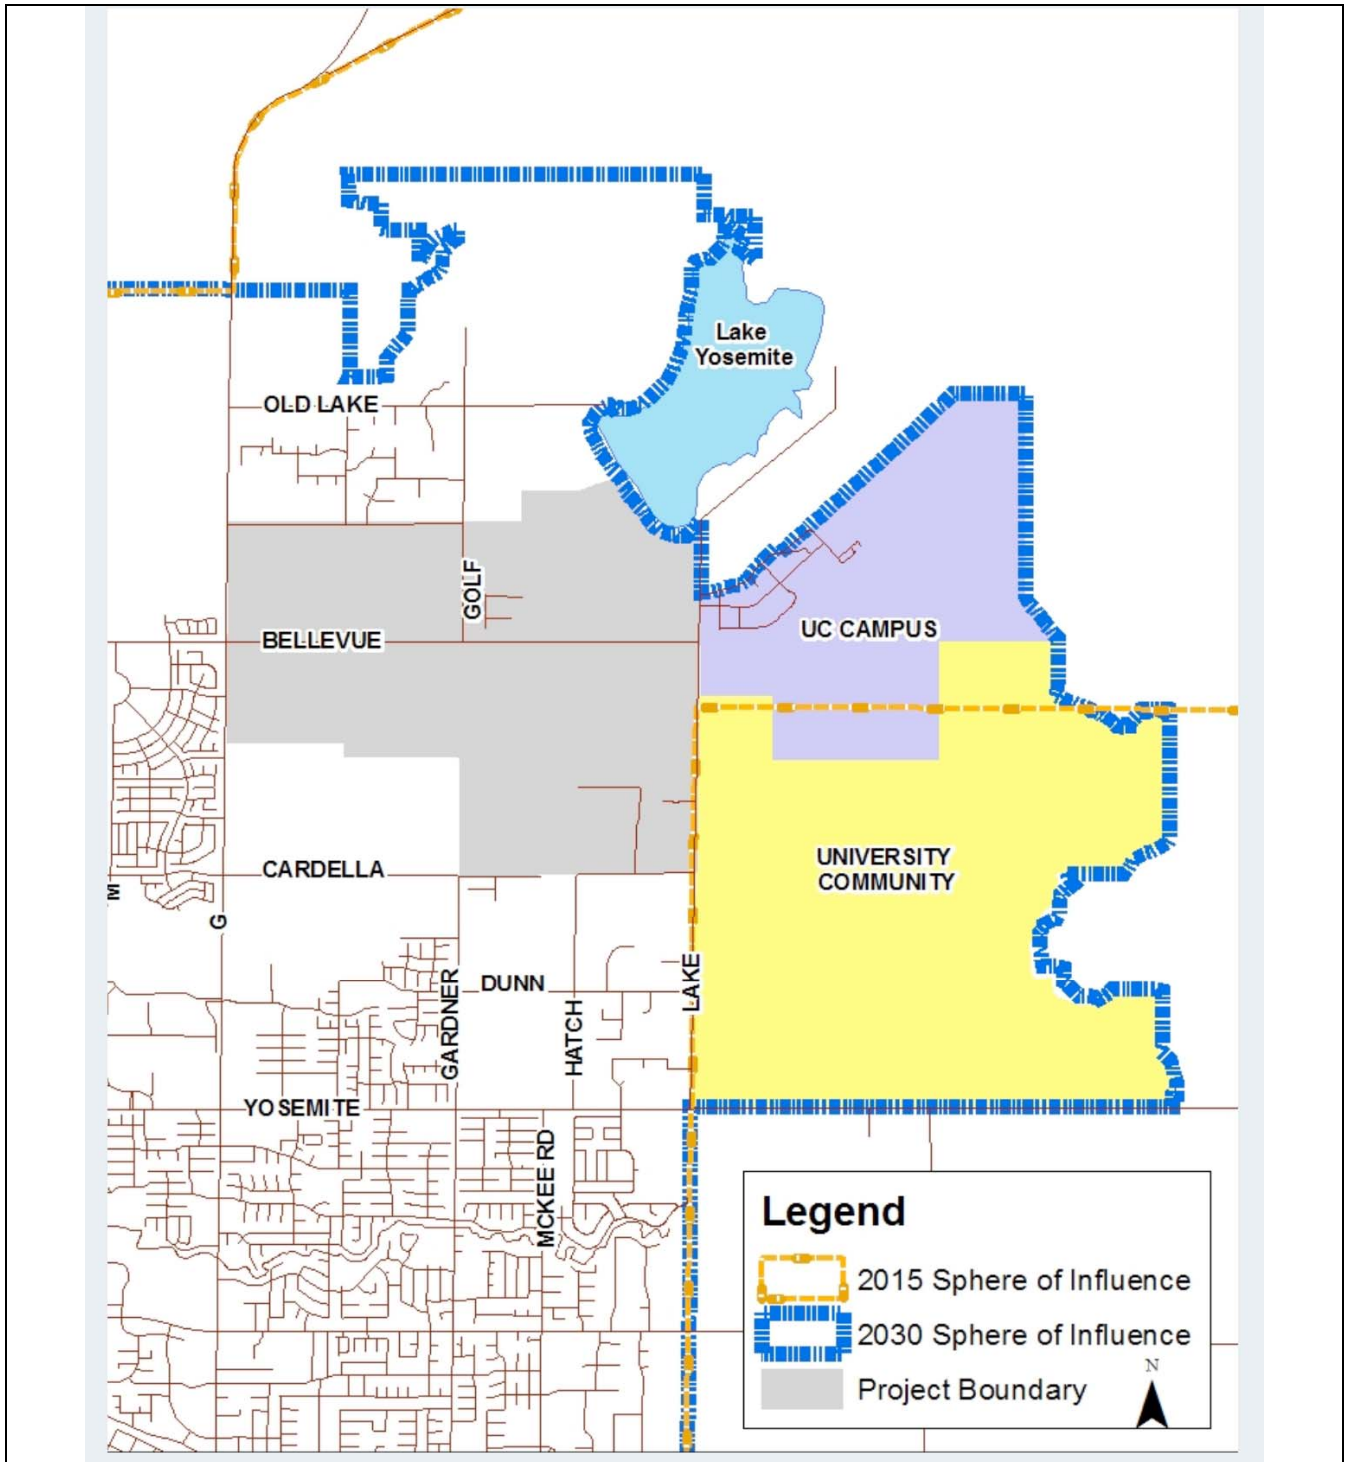 Lake
Yosemite
OLD LAKE
GOLF
BELLEVUE
UC CAMPUS
UNIVERSITY
COMMUNITY
CARDELLA
M
G
GARDNER
DUNN
HATCH
LAKE
YOSEMITE
MCKEE RD
Legend
2015 Sphere of Influence
2030 Sphere of Influence
Project Boundary
N